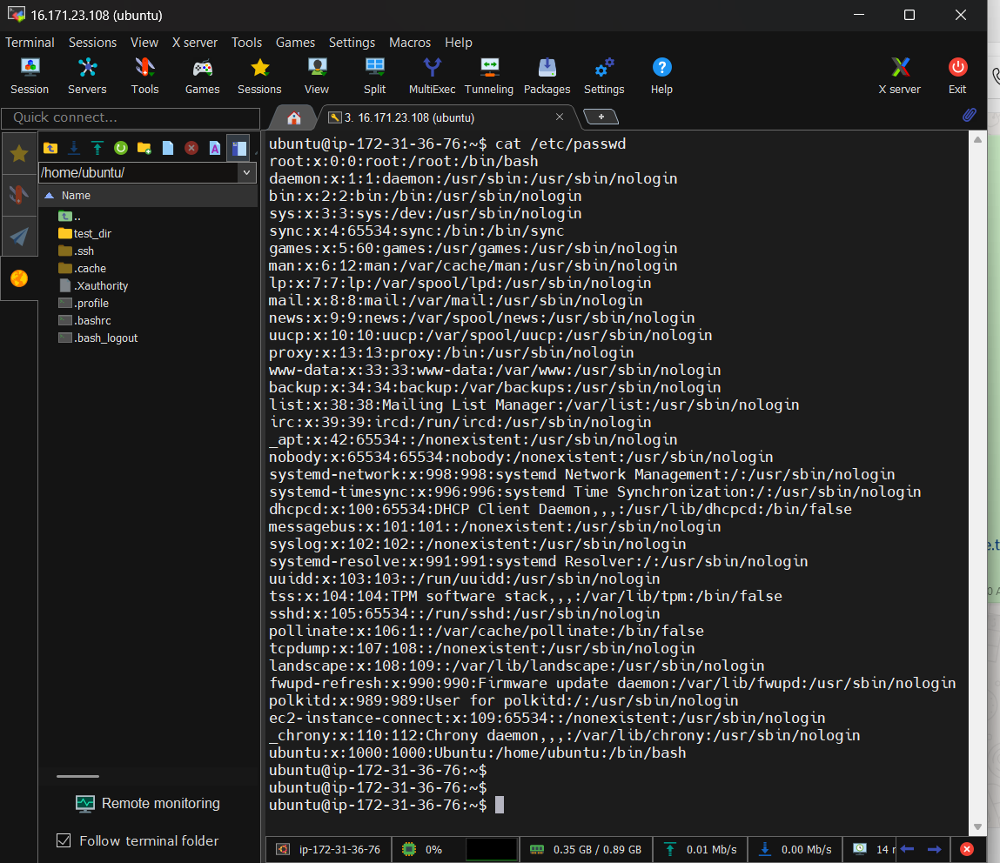 16.171.23.108 (ubuntu)
Terminal Sessions View X server Tools Games Settings Macros Help
Session Servers Tools Games Sessions View Split MultiExec Tunneling Packages Settings Help X server Exit
Quick connect...
3. 16.171.23.108 (ubuntu)
/home/ubuntu/
Name
..
test_dir
.ssh
.cache
.Xauthority
.profile
.bashrc
.bash_logout
Remote monitoring
Follow terminal folder
ubuntu@ip-172-31-36-76:~$ cat /etc/passwd
root:x:0:0:root:/root:/bin/bash
daemon:x:1:1:daemon:/usr/sbin:/usr/sbin/nologin
bin:x:2:2:bin:/bin:/usr/sbin/nologin
sys:x:3:3:sys:/dev:/usr/sbin/nologin
sync:x:4:65534:sync:/bin:/bin/sync
games:x:5:60:games:/usr/games:/usr/sbin/nologin
man:x:6:12:man:/var/cache/man:/usr/sbin/nologin
lp:x:7:7:lp:/var/spool/lpd:/usr/sbin/nologin
mail:x:8:8:mail:/var/mail:/usr/sbin/nologin
news:x:9:9:news:/var/spool/news:/usr/sbin/nologin
uucp:x:10:10:uucp:/var/spool/uucp:/usr/sbin/nologin
proxy:x:13:13:proxy:/bin:/usr/sbin/nologin
www-data:x:33:33:www-data:/var/www:/usr/sbin/nologin
backup:x:34:34:backup:/var/backups:/usr/sbin/nologin
list:x:38:38:Mailing List Manager:/var/list:/usr/sbin/nologin
irc:x:39:39:ircd:/run/ircd:/usr/sbin/nologin
_apt:x:42:65534::/nonexistent:/usr/sbin/nologin
nobody:x:65534:65534:nobody:/nonexistent:/usr/sbin/nologin
systemd-network:x:998:998:systemd Network Management:/:/usr/sbin/nologin
systemd-timesync:x:996:996:systemd Time Synchronization:/:/usr/sbin/nologin
dhcpcd:x:100:65534:DHCP Client Daemon,,,:/usr/lib/dhcpcd:/bin/false
messagebus:x:101:101::/nonexistent:/usr/sbin/nologin
syslog:x:102:102::/nonexistent:/usr/sbin/nologin
systemd-resolve:x:991:991:systemd Resolver:/:/usr/sbin/nologin
uuidd:x:103:103::/run/uuidd:/usr/sbin/nologin
tss:x:104:104:TPM software stack,,,:/var/lib/tpm:/bin/false
sshd:x:105:65534::/run/sshd:/usr/sbin/nologin
pollinate:x:106:1::/var/cache/pollinate:/bin/false
tcpdump:x:107:108::/nonexistent:/usr/sbin/nologin
landscape:x:108:109::/var/lib/landscape:/usr/sbin/nologin
fwupd-refresh:x:990:990:Firmware update daemon:/var/lib/fwupd:/usr/sbin/nologin
polkitd:x:989:989:User for polkitd:/:/usr/sbin/nologin
ec2-instance-connect:x:109:65534::/nonexistent:/usr/sbin/nologin
_chrony:x:110:112:Chrony daemon,,,:/var/lib/chrony:/usr/sbin/nologin
ubuntu:x:1000:1000:Ubuntu:/home/ubuntu:/bin/bash
ubuntu@ip-172-31-36-76:~$
ubuntu@ip-172-31-36-76:~$
ubuntu@ip-172-31-36-76:~$
ip-172-31-36-76 0% 0.35 GB / 0.89 GB 0.01 Mb/s 0.00 Mb/s 14